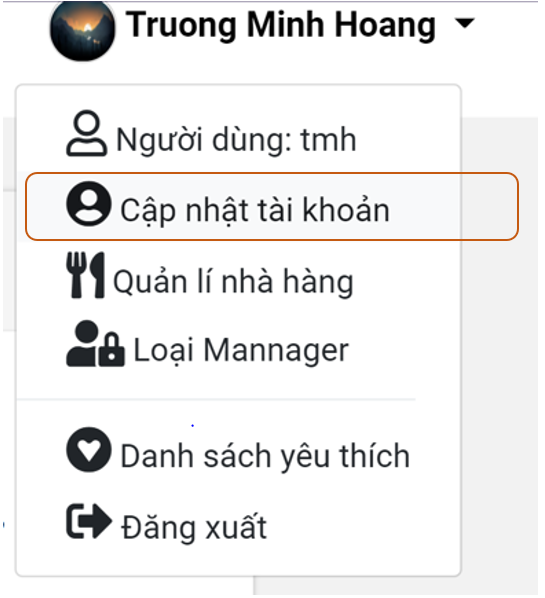 Truong Minh Hoang
Người dùng: tmh
Cập nhật tài khoản
Quản lí nhà hàng
Loại Mannager
Danh sách yêu thích
Đăng xuất